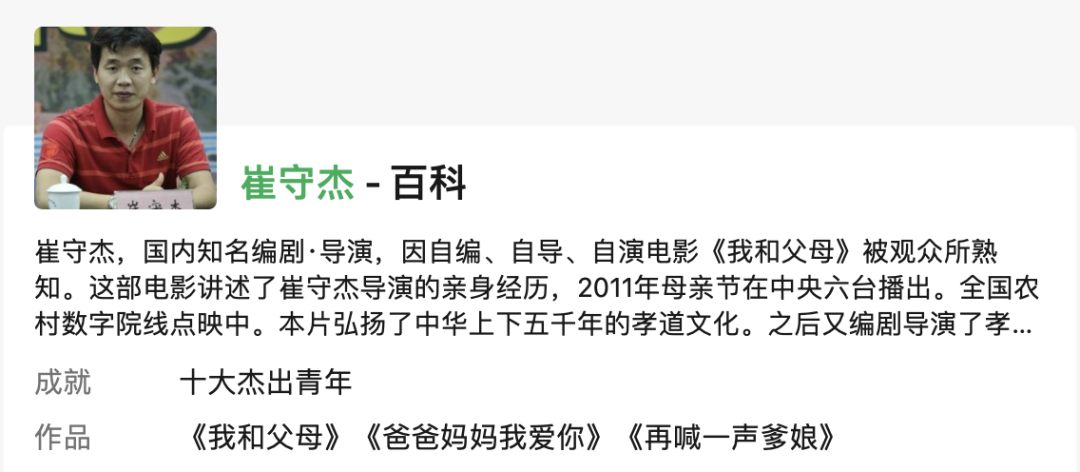 崔守杰 - 百科
崔守杰，国内知名编剧·导演，因自编、自导、自演电影《我和父母》被观众所熟
知。这部电影讲述了崔守杰导演的亲身经历，2011年母亲节在中央六台播出。全国农
村数字院线点映中。本片弘扬了中华上下五千年的孝道文化。之后又编剧导演了孝...
成就 十大杰出青年
作品 《我和父母》《爸爸妈妈我爱你》《再喊一声爹娘》